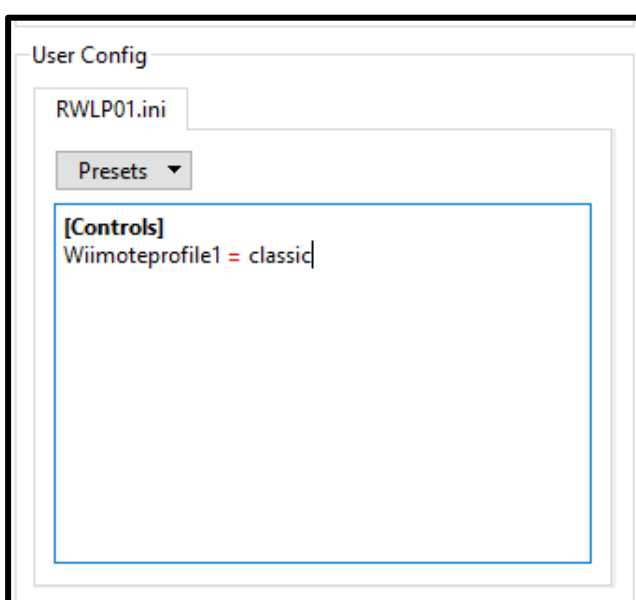 User Config
RWLP01.ini
Presets
[Controls]
Wiimoteprofile1 = classic